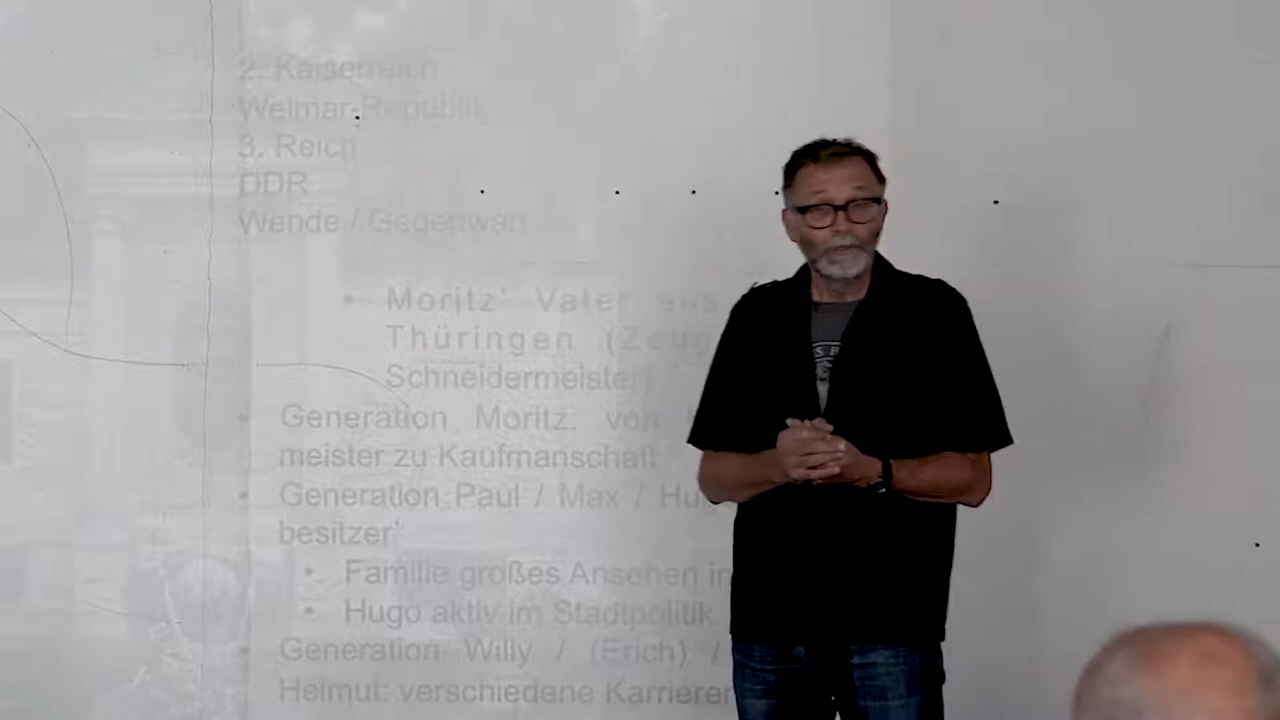 2. Kaiserreich
Weimar-Republik
3. Reich
DDR
Wende / Gegenwart
• Moritz' Vater aus
Thüringen (Zeug
Schneidermeister)
• Generation Moritz: von
meister zu Kaufmanschaft
• Generation Paul / Max / Hug
besitzer'
• Familie großes Ansehen in
• Hugo aktiv im Stadtpolitik
• Generation Willy / (Erich) /
Helmut: verschiedene Karrieren